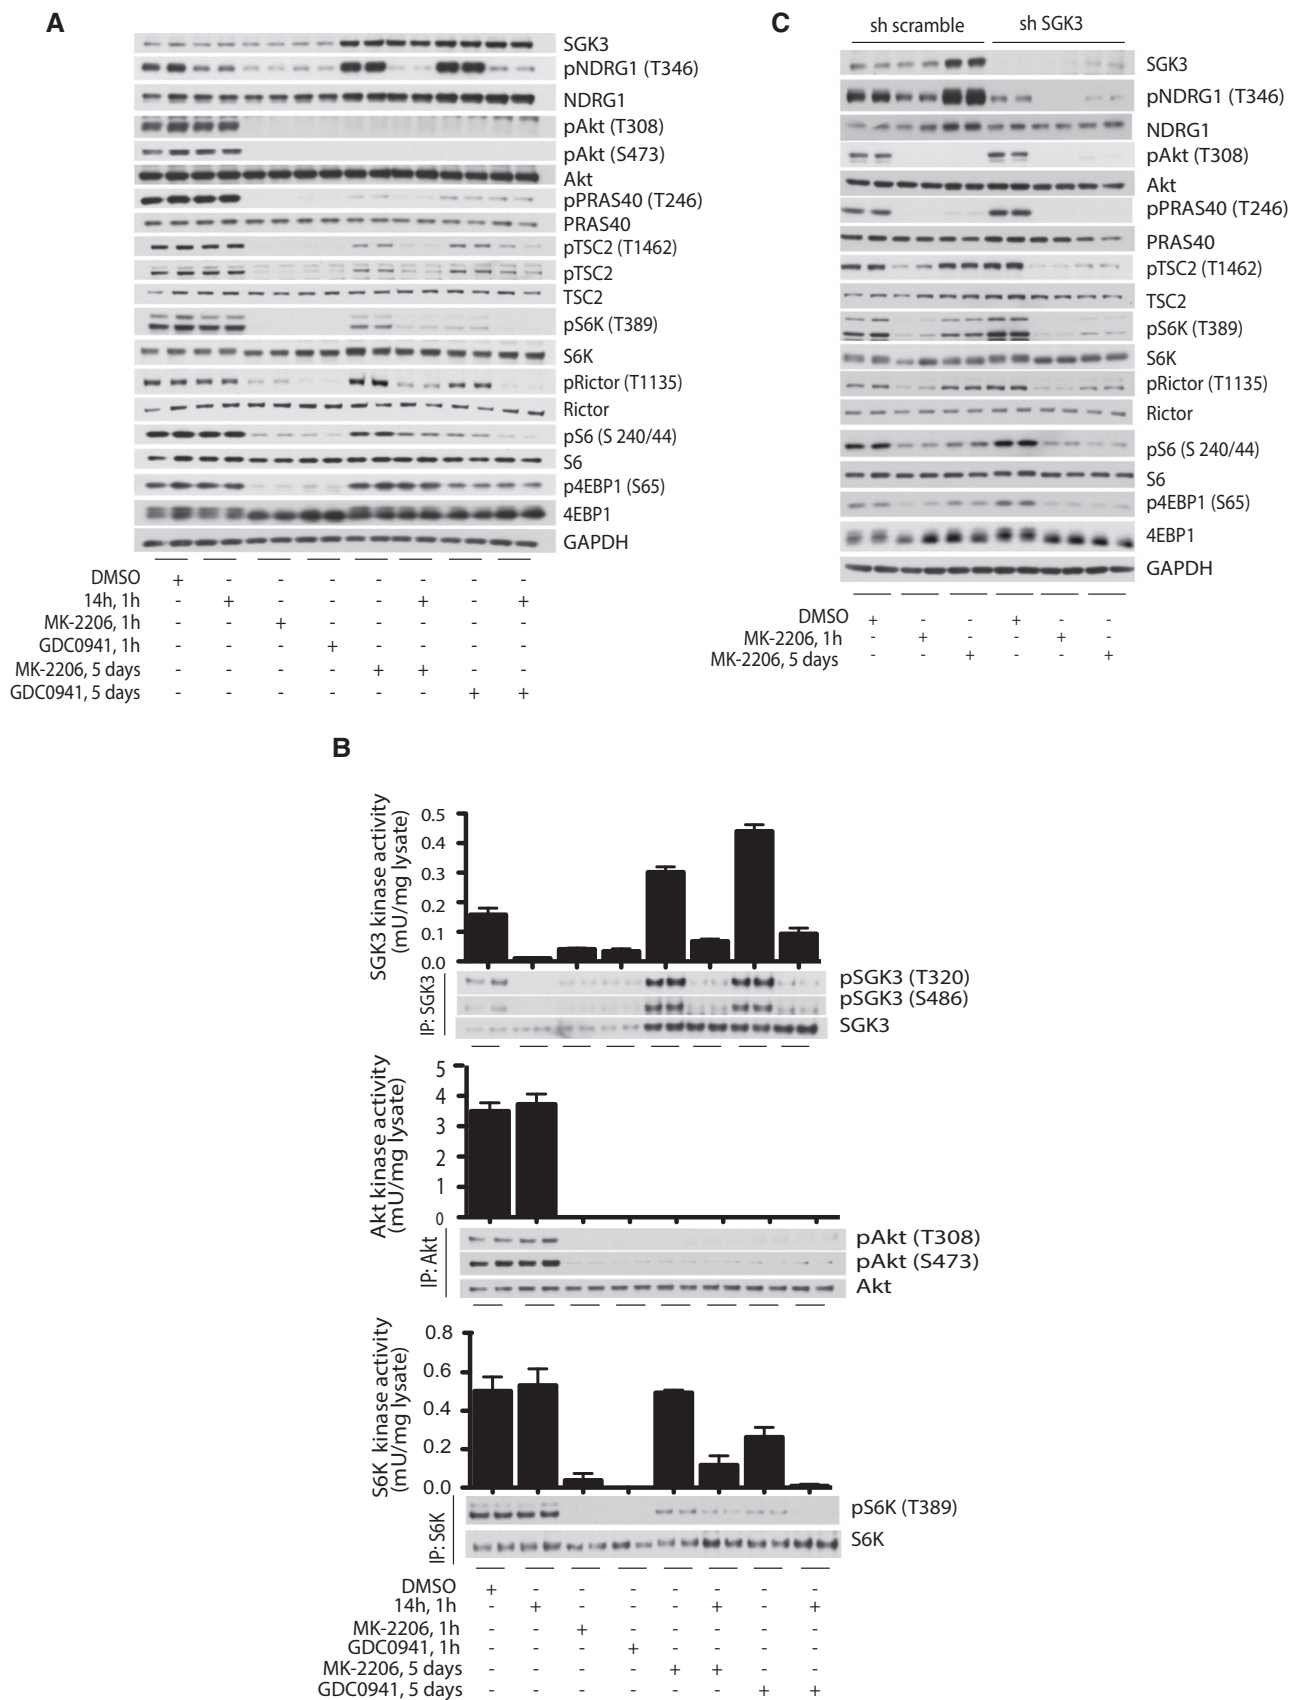 A
SGK3
pNDRG1 (T346)
NDRG1
pAkt (T308)
pAkt (S473)
Akt
pPRAS40 (T246)
PRAS40
pTSC2 (T1462)
pTSC2
TSC2
pS6K (T389)
S6K
pRictor (T1135)
Rictor
pS6 (S 240/44)
S6
p4EBP1 (S65)
4EBP1
GAPDH
DMSO + - - - - - - -
14h, 1h - + - - - + - +
MK-2206, 1h - - + - - - - -
GDC0941, 1h - - - + - - - -
MK-2206, 5 days - - - - + + - -
GDC0941, 5 days - - - - - - + +
C
sh scramble sh SGK3
SGK3
pNDRG1 (T346)
NDRG1
pAkt (T308)
Akt
pPRAS40 (T246)
PRAS40
pTSC2 (T1462)
TSC2
pS6K (T389)
S6K
pRictor (T1135)
Rictor
pS6 (S 240/44)
S6
p4EBP1 (S65)
4EBP1
GAPDH
DMSO + - - + - -
MK-2206, 1h - + - - + -
MK-2206, 5 days - - + - - +
B
SGK3 kinase activity
(mU/mg lysate)
0.5
0.4
0.3
0.2
0.1
0.0
IP: SGK3
pSGK3 (T320)
pSGK3 (S486)
SGK3
Akt kinase activity
(mU/mg lysate)
5
4
3
2
1
0
IP: Akt
pAkt (T308)
pAkt (S473)
Akt
S6K kinase activity
(mU/mg lysate)
0.8
0.6
0.4
0.2
0.0
IP: S6K
pS6K (T389)
S6K
DMSO + - - - - - - -
14h, 1h - + - - - + - +
MK-2206, 1h - - + - - - - -
GDC0941, 1h - - - + - - - -
MK-2206, 5 days - - - - + + - -
GDC0941, 5 days - - - - - - + +